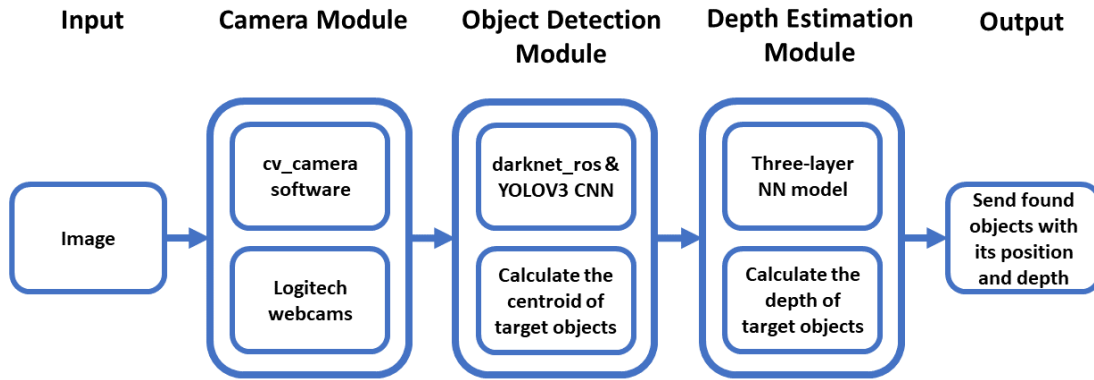 Input
Camera Module
Object Detection
Module
Depth Estimation
Module
Output
Image
cv_camera
software
Logitech
webcams
darknet_ros &
YOLOV3 CNN
Calculate the
centroid of
target objects
Three-layer
NN model
Calculate the
depth of
target objects
Send found
objects with
its position
and depth